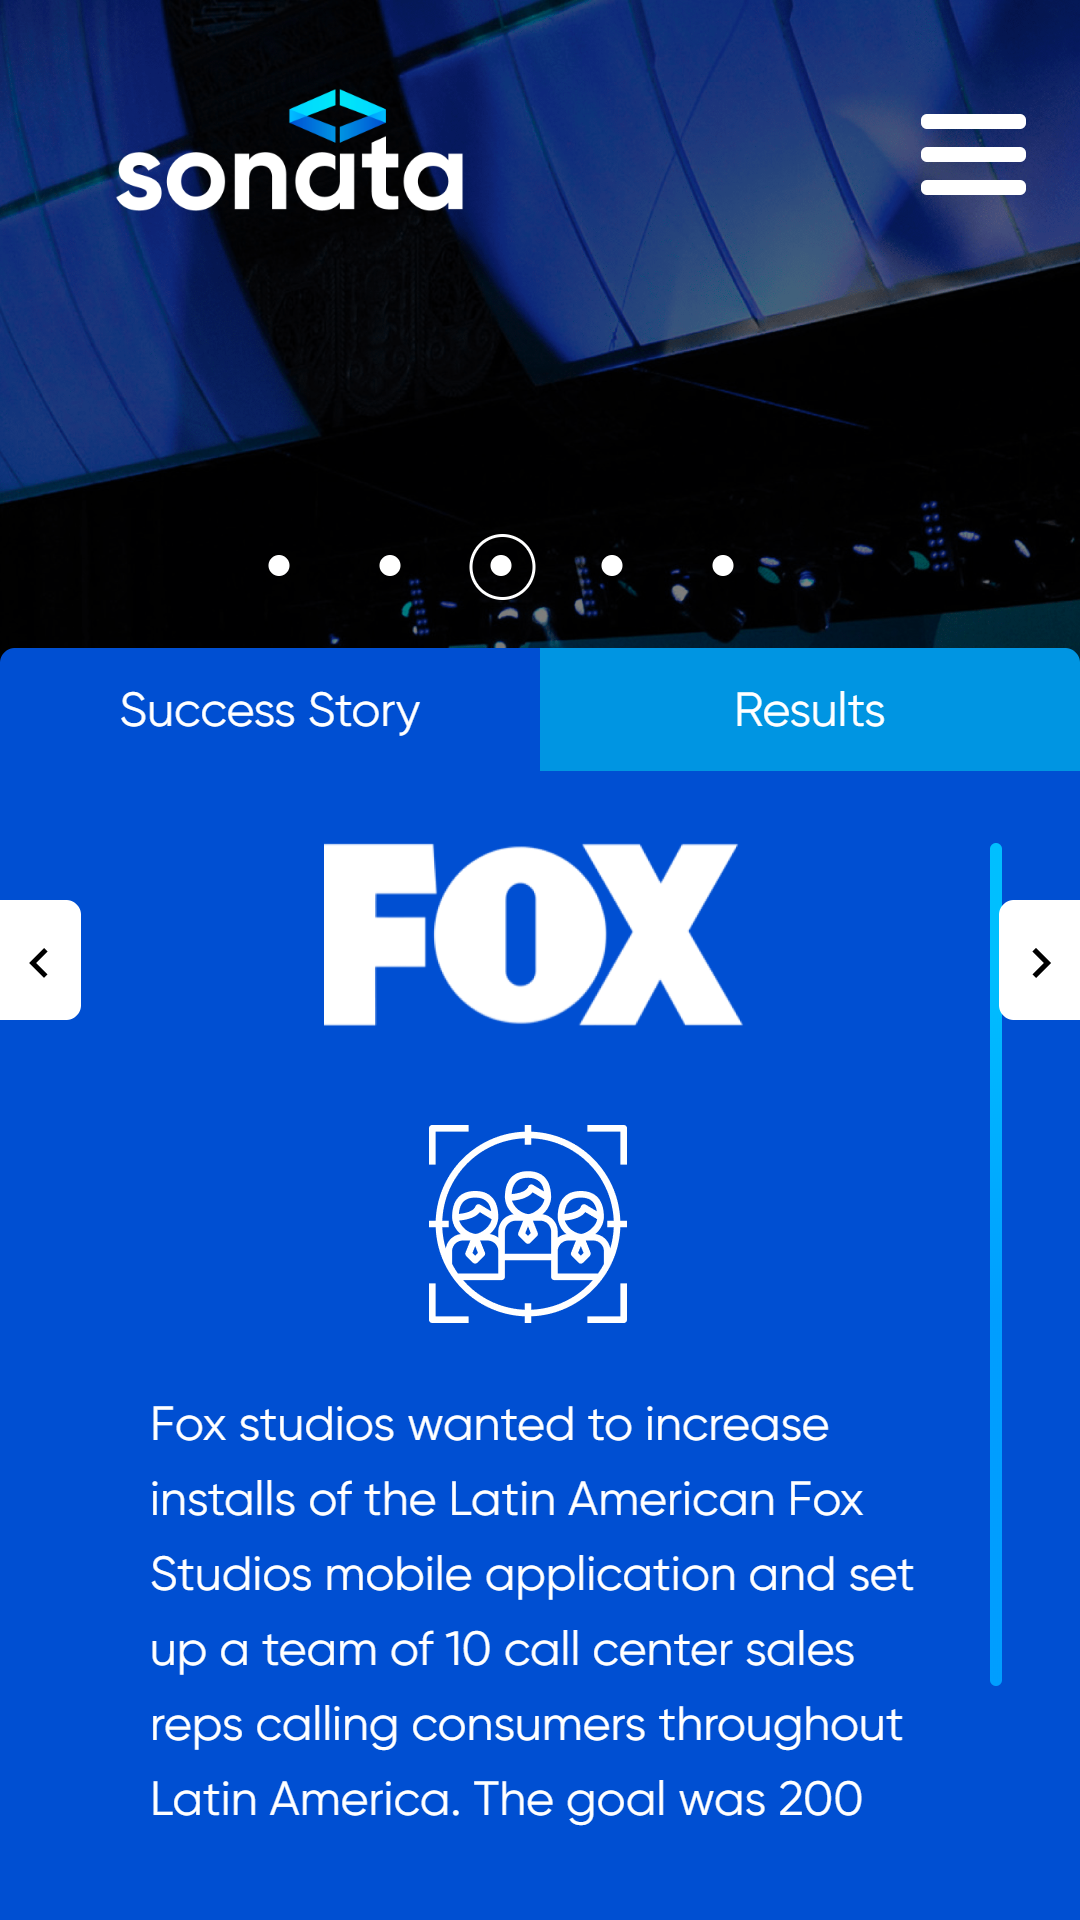 sonata
Success Story
Results
FOX
Fox studios wanted to increase
installs of the Latin American Fox
Studios mobile application and set
up a team of 10 call center sales
reps calling consumers throughout
Latin America. The goal was 200